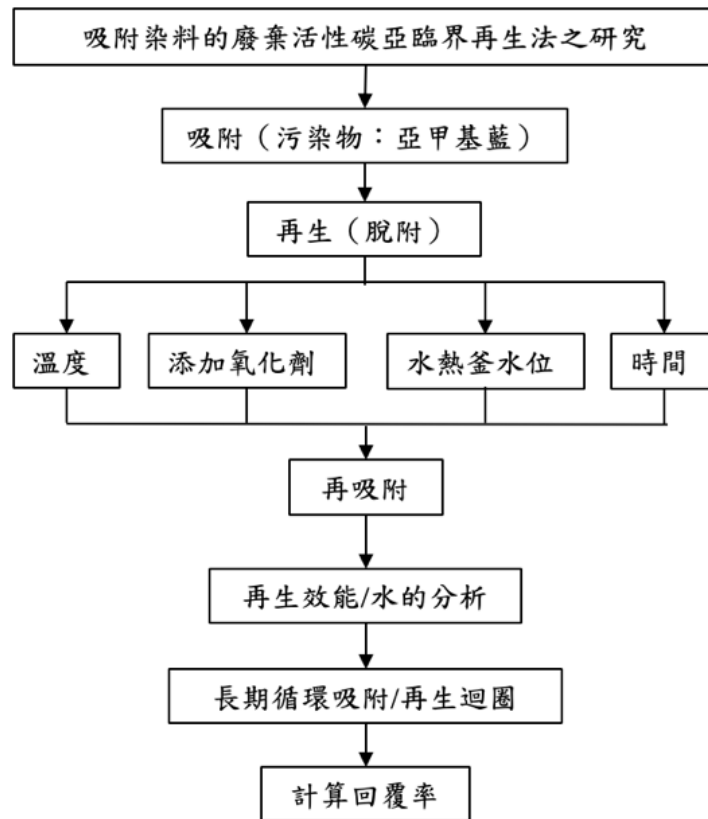 吸附染料的廢棄活性碳亞臨界再生法之研究
吸附（污染物：亞甲基藍）
再生（脫附）
溫度
添加氧化劑
水熱釜水位
時間
再吸附
再生效能/水的分析
長期循環吸附/再生迴圈
計算回覆率